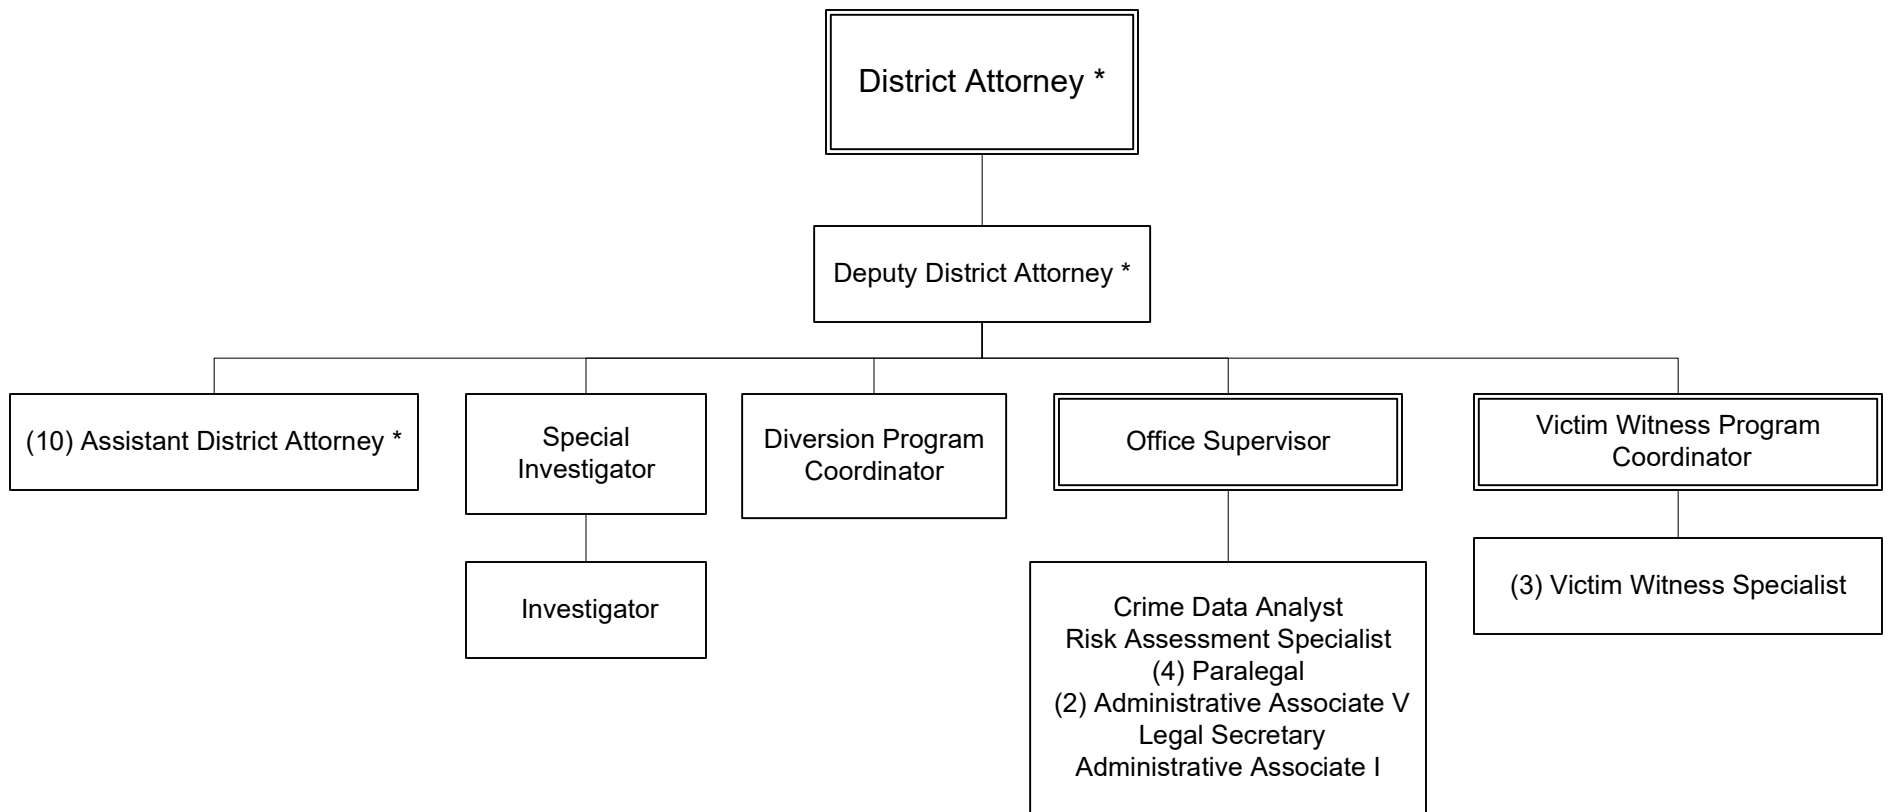 District Attorney *
Deputy District Attorney *
(10) Assistant District Attorney *
Special
Investigator
Diversion Program
Coordinator
Office Supervisor
Victim Witness Program
Coordinator
Investigator
Crime Data Analyst
Risk Assessment Specialist
(4) Paralegal
(2) Administrative Associate V
Legal Secretary
Administrative Associate I
(3) Victim Witness Specialist